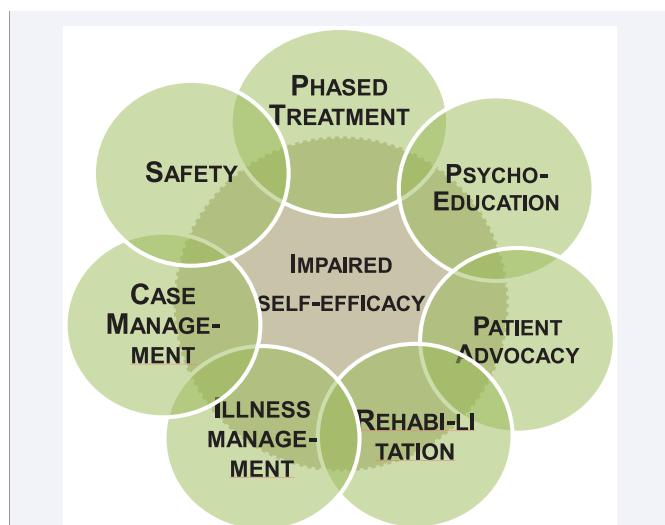 PHASED
TREATMENT
SAFETY
PSYCHO-
EDUCATION
IMPAIRED
SELF-EFFICACY
CASE
MANAGE-
MENT
PATIENT
ADVOCACY
ILLNESS
MANAGE-
MENT
REHABI-LI
TATION